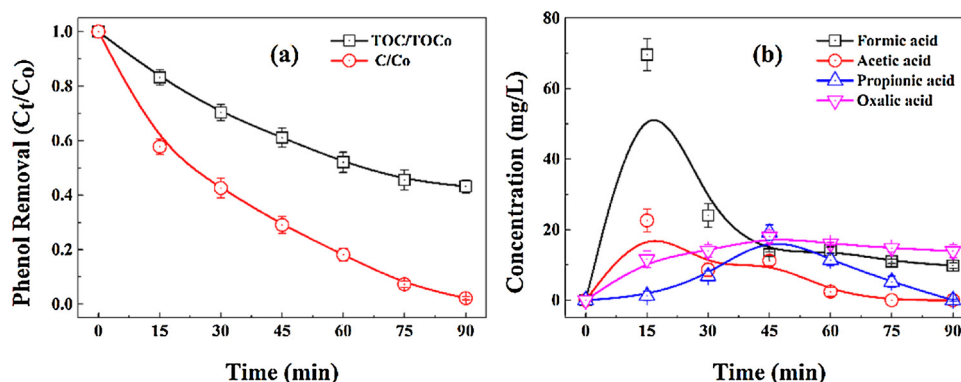 (a)
TOC/TOCo
C/Co
Phenol Removal (Ct/Co)
1.0
0.8
0.6
0.4
0.2
0.0
0 15 30 45 60 75 90
Time (min)
(b)
Formic acid
Acetic acid
Propionic acid
Oxalic acid
Concentration (mg/L)
80
60
40
20
0
0 15 30 45 60 75 90
Time (min)